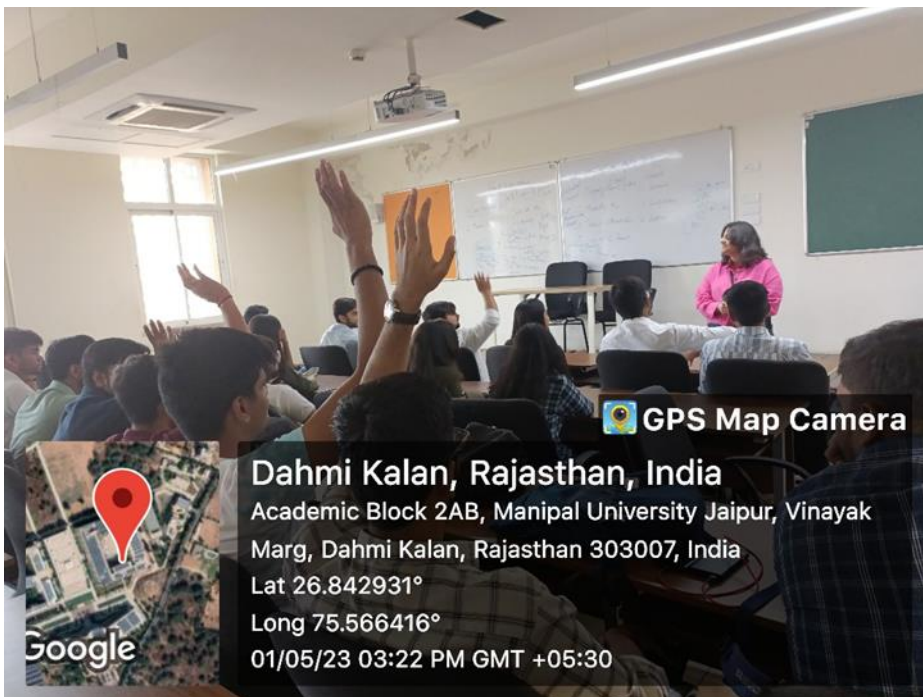 GPS Map Camera
Dahmi Kalan, Rajasthan, India
Academic Block 2AB, Manipal University Jaipur, Vinayak
Marg, Dahmi Kalan, Rajasthan 303007, India
Lat 26.842931°
Long 75.566416°
01/05/23 03:22 PM GMT +05:30
Google